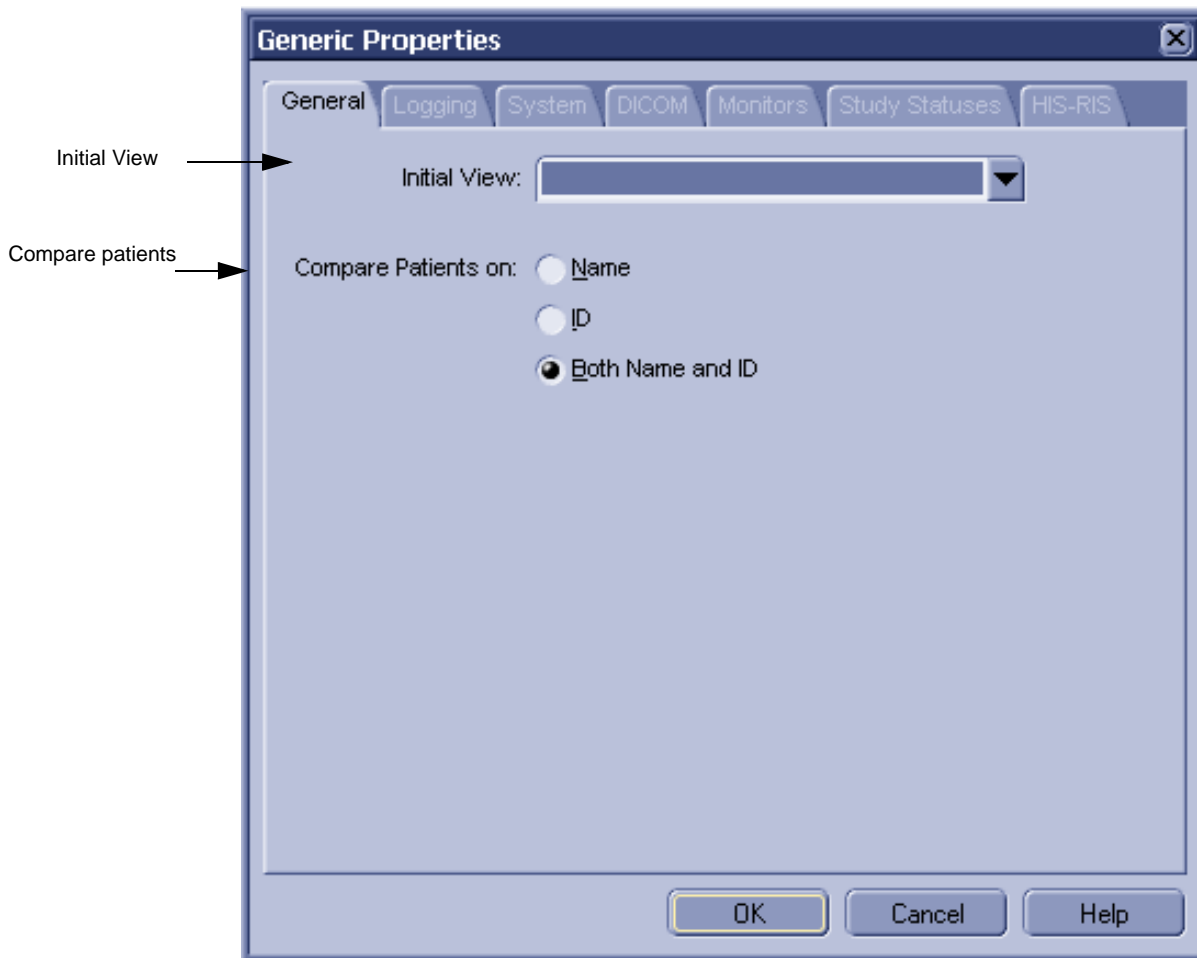 Generic Properties
General Logging System DICOM Monitors Study Statuses HIS-RIS
Initial View
Initial View:
Compare patients
Compare Patients on: Name
ID
Both Name and ID
OK Cancel Help